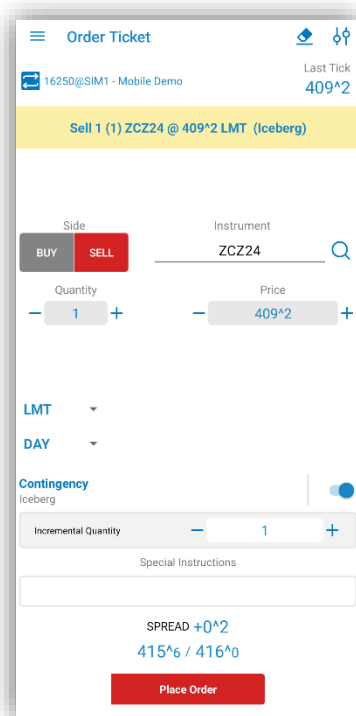 Order Ticket
Last Tick
16250@SIM1 - Mobile Demo
409^2
Sell 1 (1) ZCZ24 @ 409^2 LMT (Iceberg)
Side Instrument
BUY SELL ZCZ24
Quantity Price
− 1 + − 409^2 +
LMT
DAY
Contingency
Iceberg
Incremental Quantity − 1 +
Special Instructions
SPREAD +0^2
415^6 / 416^0
Place Order